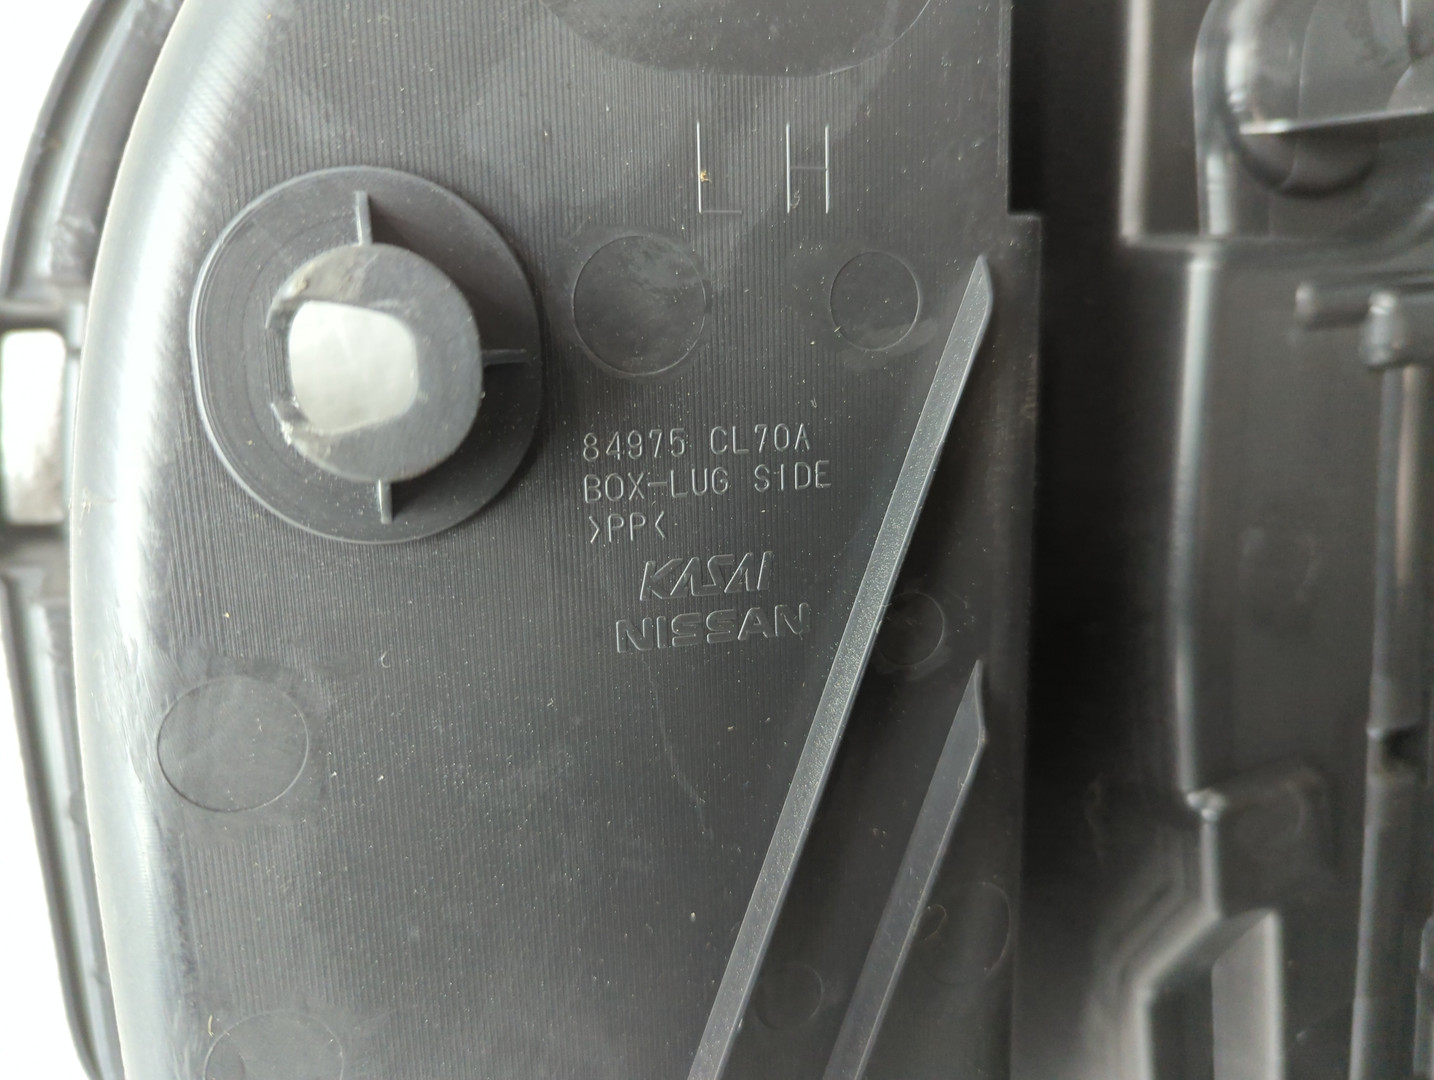 LH
84975 CL70A
BOX-LUG SIDE
>PP<
KASAI
NISSAN